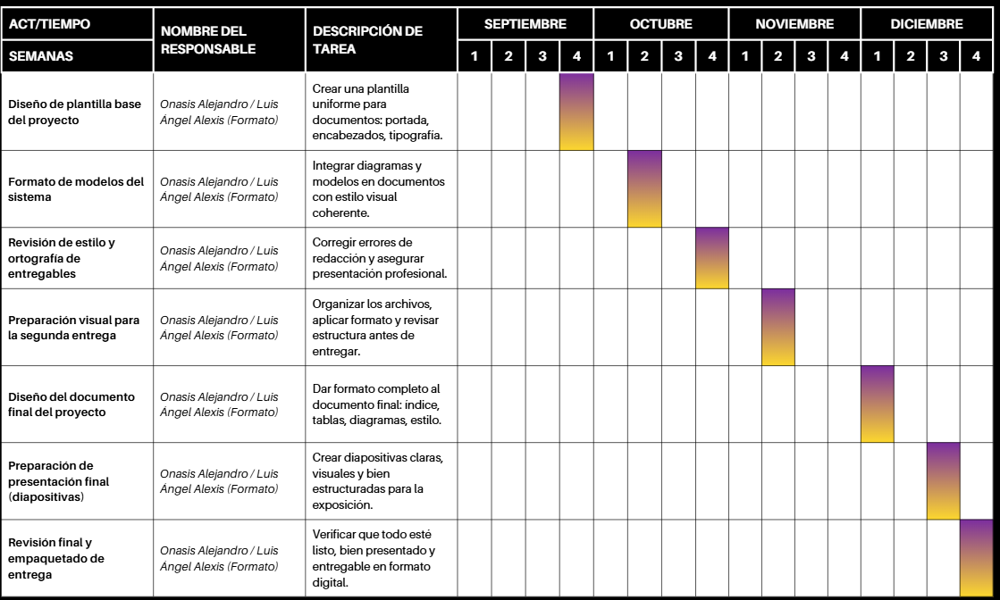 ACT/TIEMPO
SEMANAS
NOMBRE DEL
RESPONSABLE
DESCRIPCIÓN DE
TAREA
SEPTIEMBRE
OCTUBRE
NOVIEMBRE
DICIEMBRE
1 2 3 4 1 2 3 4 1 2 3 4 1 2 3 4
Diseño de plantilla base
del proyecto
Onasis Alejandro / Luis
Ángel Alexis (Formato)
Crear una plantilla
uniforme para
documentos: portada,
encabezados, tipografía.
Formato de modelos del
sistema
Onasis Alejandro / Luis
Ángel Alexis (Formato)
Integrar diagramas y
modelos en documentos
con estilo visual
coherente.
Revisión de estilo y
ortografía de
entregables
Onasis Alejandro / Luis
Ángel Alexis (Formato)
Corregir errores de
redacción y asegurar
presentación profesional.
Preparación visual para
la segunda entrega
Onasis Alejandro / Luis
Ángel Alexis (Formato)
Organizar los archivos,
aplicar formato y revisar
estructura antes de
entregar.
Diseño del documento
final del proyecto
Onasis Alejandro / Luis
Ángel Alexis (Formato)
Dar formato completo al
documento final: índice,
tablas, diagramas, estilo.
Preparación de
presentación final
(diapositivas)
Onasis Alejandro / Luis
Ángel Alexis (Formato)
Crear diapositivas claras,
visuales y bien
estructuradas para la
exposición.
Revisión final y
empaquetado de
entrega
Onasis Alejandro / Luis
Ángel Alexis (Formato)
Verificar que todo esté
listo, bien presentado y
entregable en formato
digital.